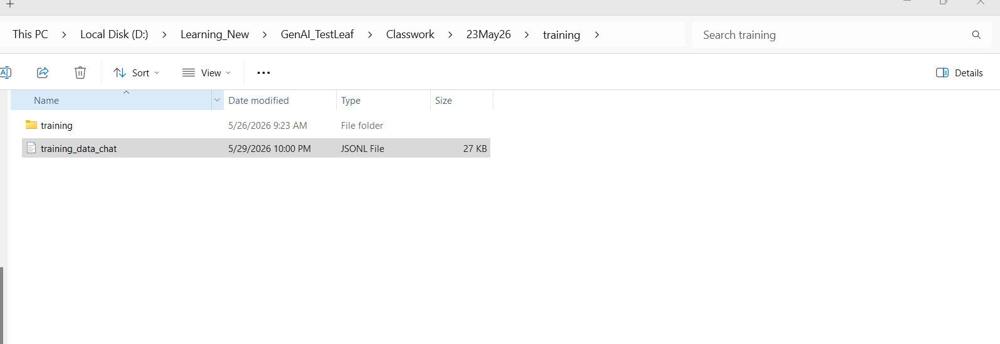 This PC > Local Disk (D:) > Learning_New > GenAI_TestLeaf > Classwork > 23May26 > training > Search training
A Sort View ••• Details
Name Date modified Type Size
training 5/26/2026 9:23 AM File folder
training_data_chat 5/29/2026 10:00 PM JSONL File 27 KB